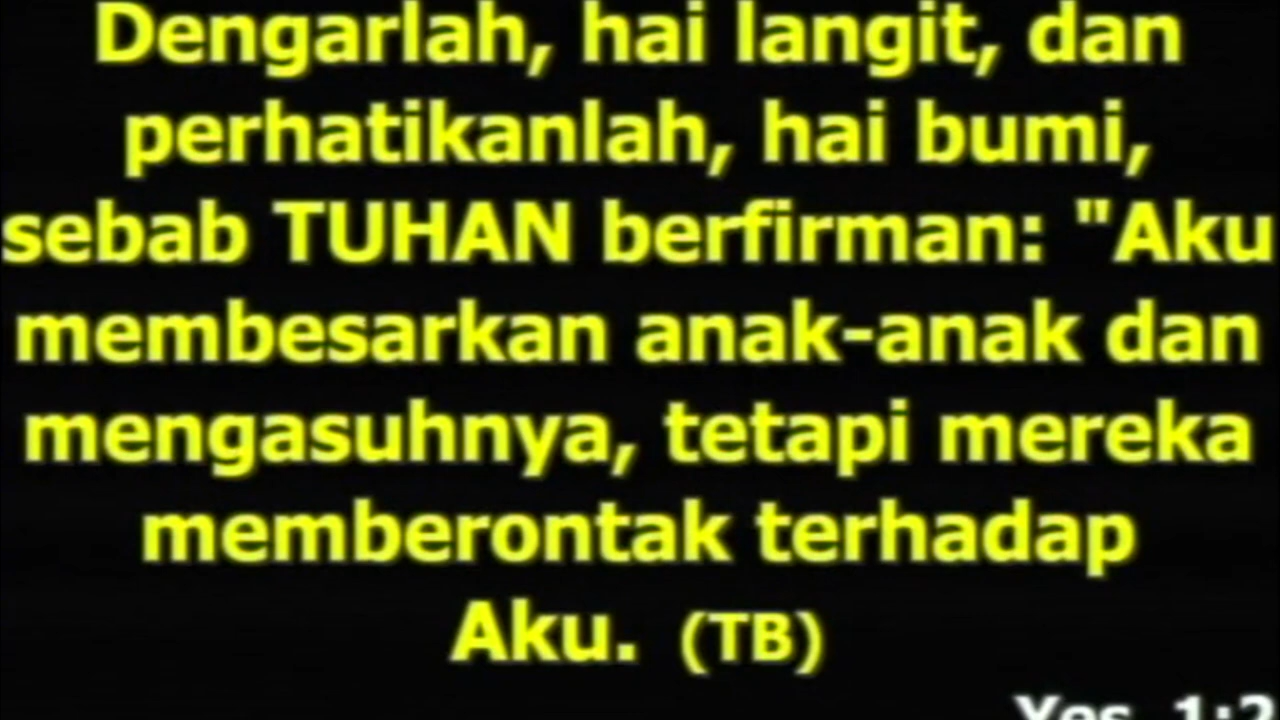 Dengarlah, hai langit, dan
perhatikanlah, hai bumi,
sebab TUHAN berfirman: "Aku
membesarkan anak-anak dan
mengasuhnya, tetapi mereka
memberontak terhadap
Aku. (TB)
Yes 1:2